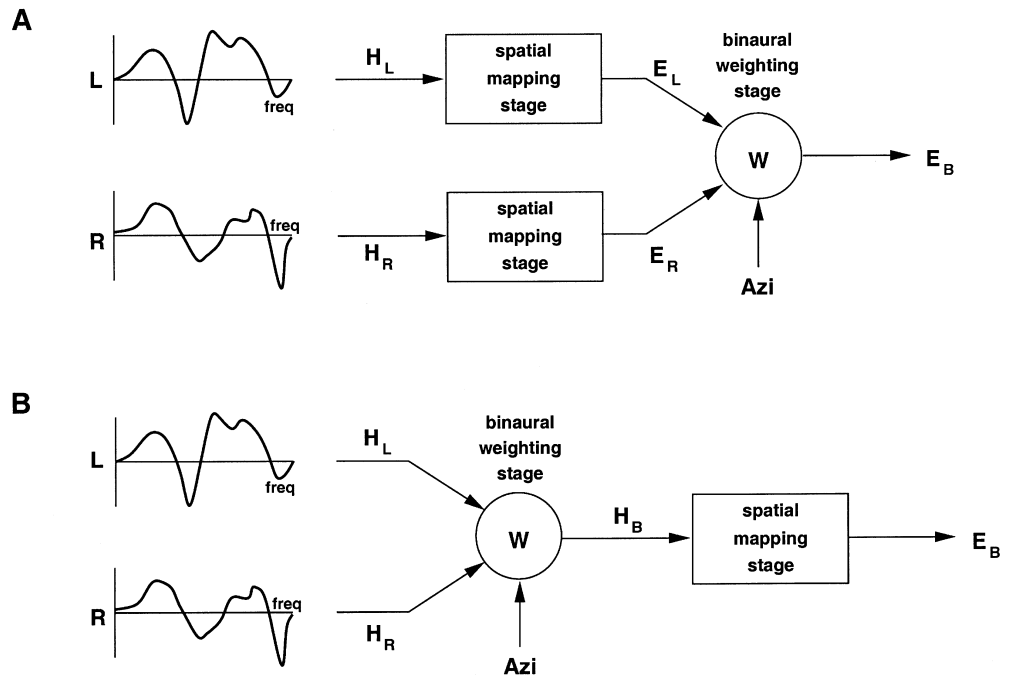 A
L
freq
H L
spatial
mapping
stage
E L
binaural
weighting
stage
W
E B
R
freq
H R
spatial
mapping
stage
E R
Azi
B
L
freq
H L
binaural
weighting
stage
W
H B
spatial
mapping
stage
E B
R
freq
H R
Azi